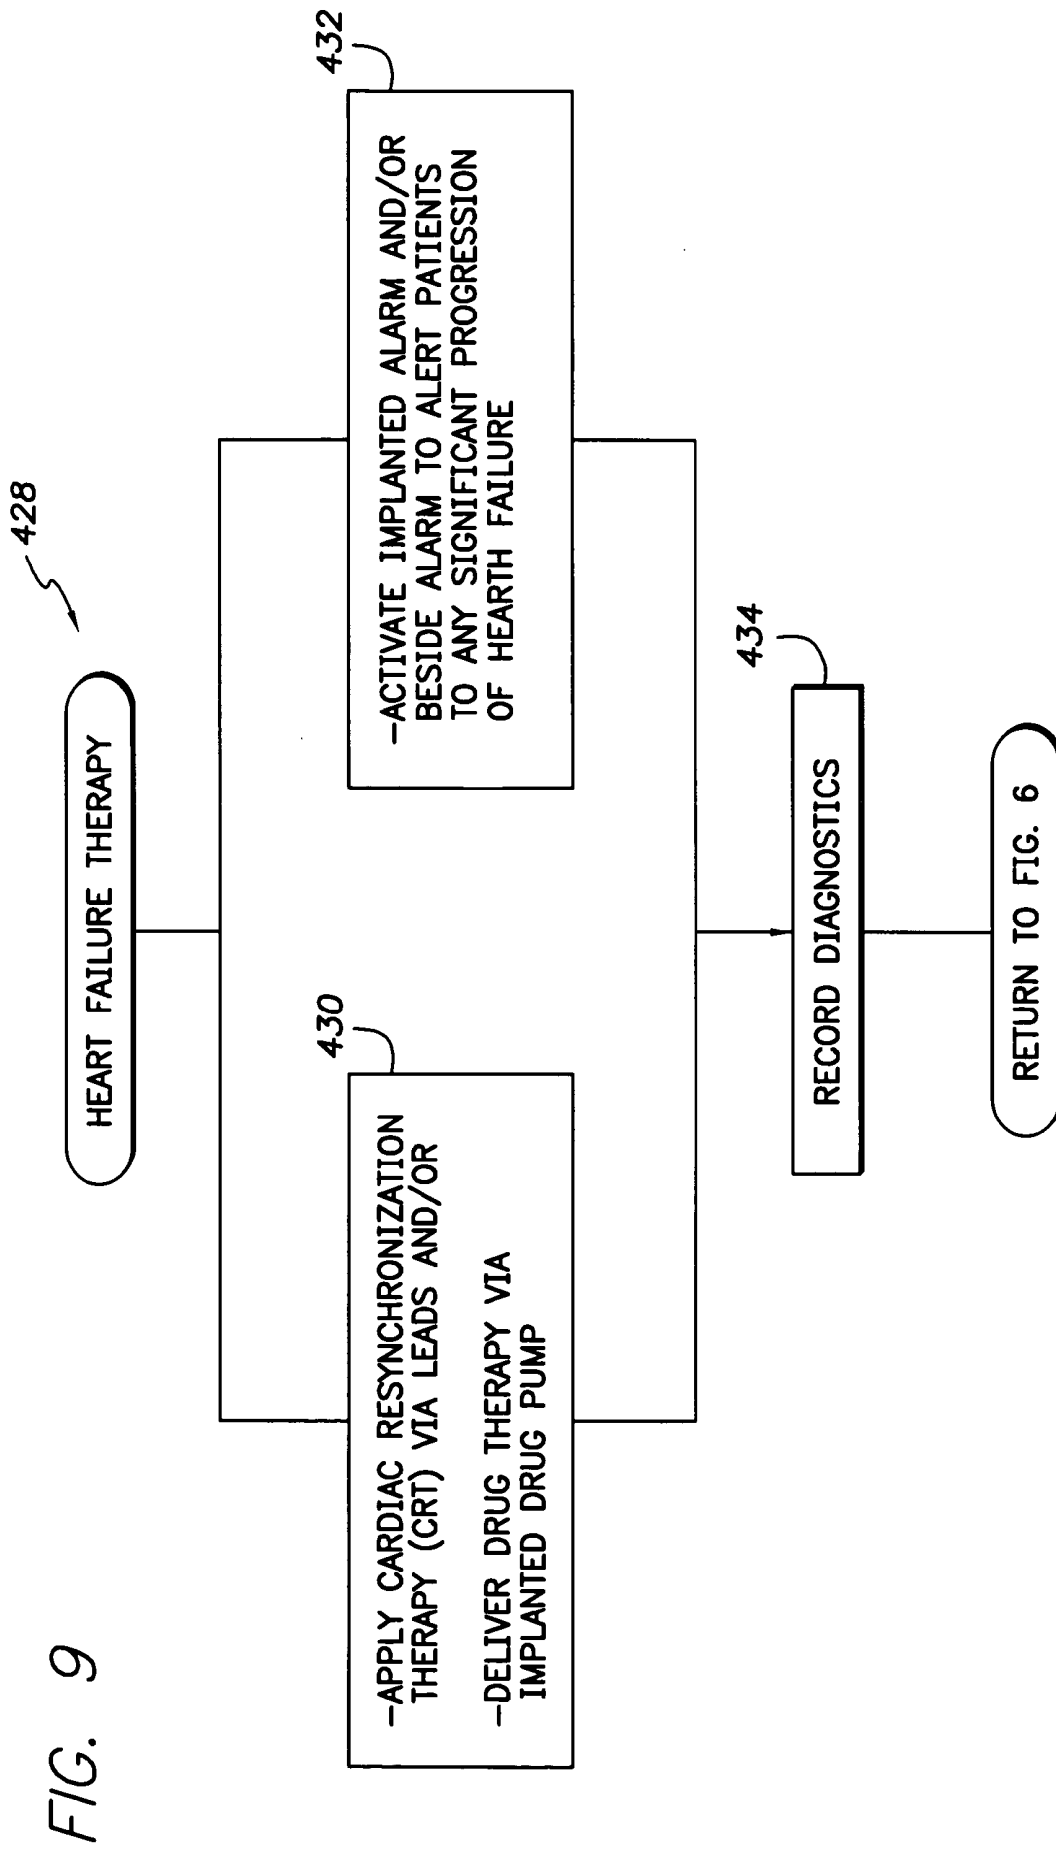 FIG. 9
HEART FAILURE THERAPY
428
430
-APPLY CARDIAC RESYNCHRONIZATION
THERAPY (CRT) VIA LEADS AND/OR
-DELIVER DRUG THERAPY VIA
IMPLANTED DRUG PUMP
432
-ACTIVATE IMPLANTED ALARM AND/OR
BESIDE ALARM TO ALERT PATIENTS
TO ANY SIGNIFICANT PROGRESSION
OF HEARTH FAILURE
434
RECORD DIAGNOSTICS
RETURN TO FIG. 6